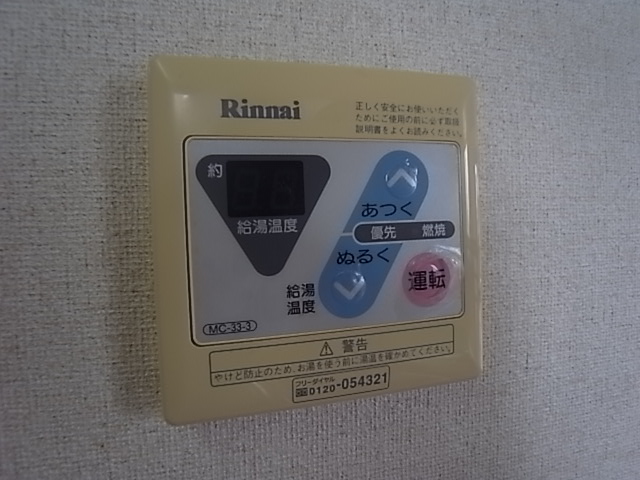 Rinnai
正しく安全にお使いいただく
ためにご使用の前に必ず取扱
説明書をよくお読みください。
約
給湯温度
あつく
優先 燃焼
ぬるく
給湯
温度
運転
MC-33-3
⚠ 警告
やけど防止のため、お湯を使う前に湯温を確かめてください。
フリーダイヤル
0120-054321